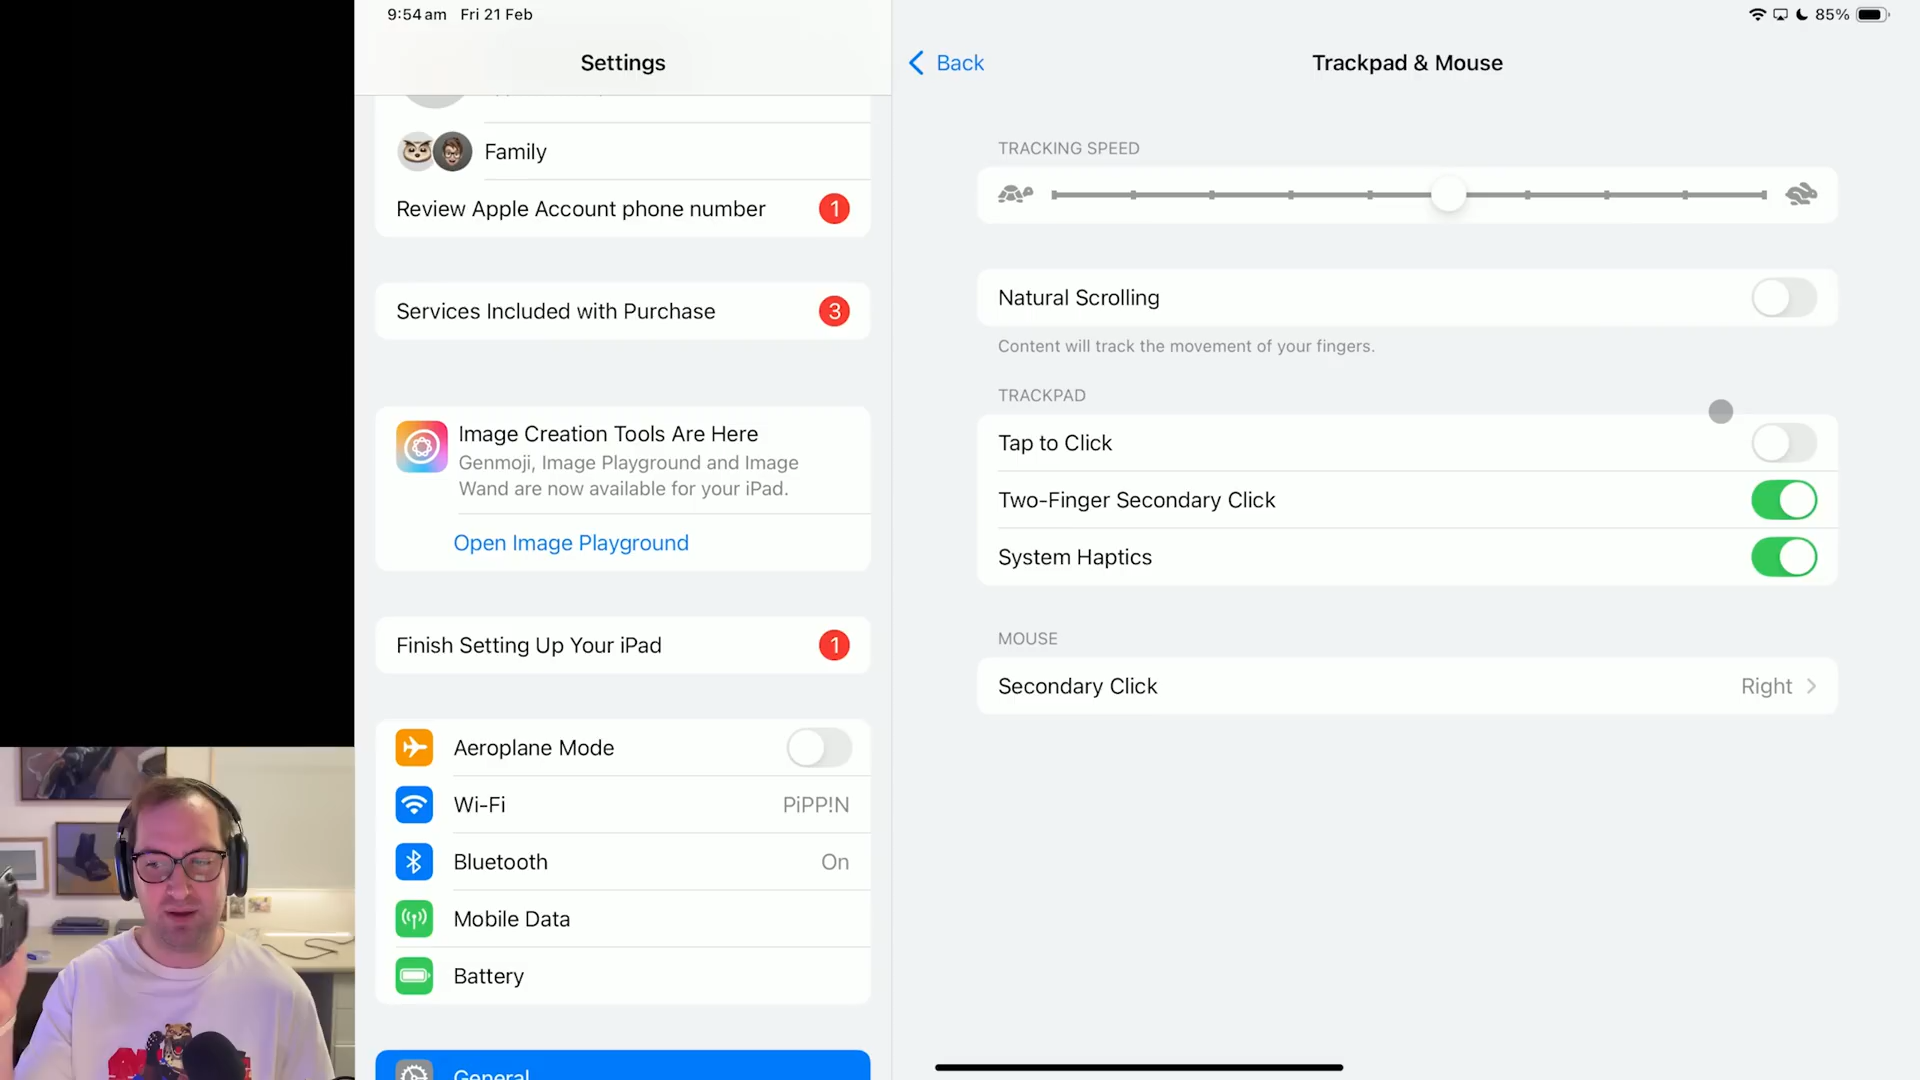 9:54 am Fri 21 Feb
85%
Settings
Family
Review Apple Account phone number 1
Services Included with Purchase 3
Image Creation Tools Are Here
Genmoji, Image Playground and Image
Wand are now available for your iPad.
Open Image Playground
Finish Setting Up Your iPad 1
Aeroplane Mode
Wi-Fi PiPP!N
Bluetooth On
Mobile Data
Battery
General
Back
Trackpad & Mouse
TRACKING SPEED
Natural Scrolling
Content will track the movement of your fingers.
TRACKPAD
Tap to Click
Two-Finger Secondary Click
System Haptics
MOUSE
Secondary Click Right